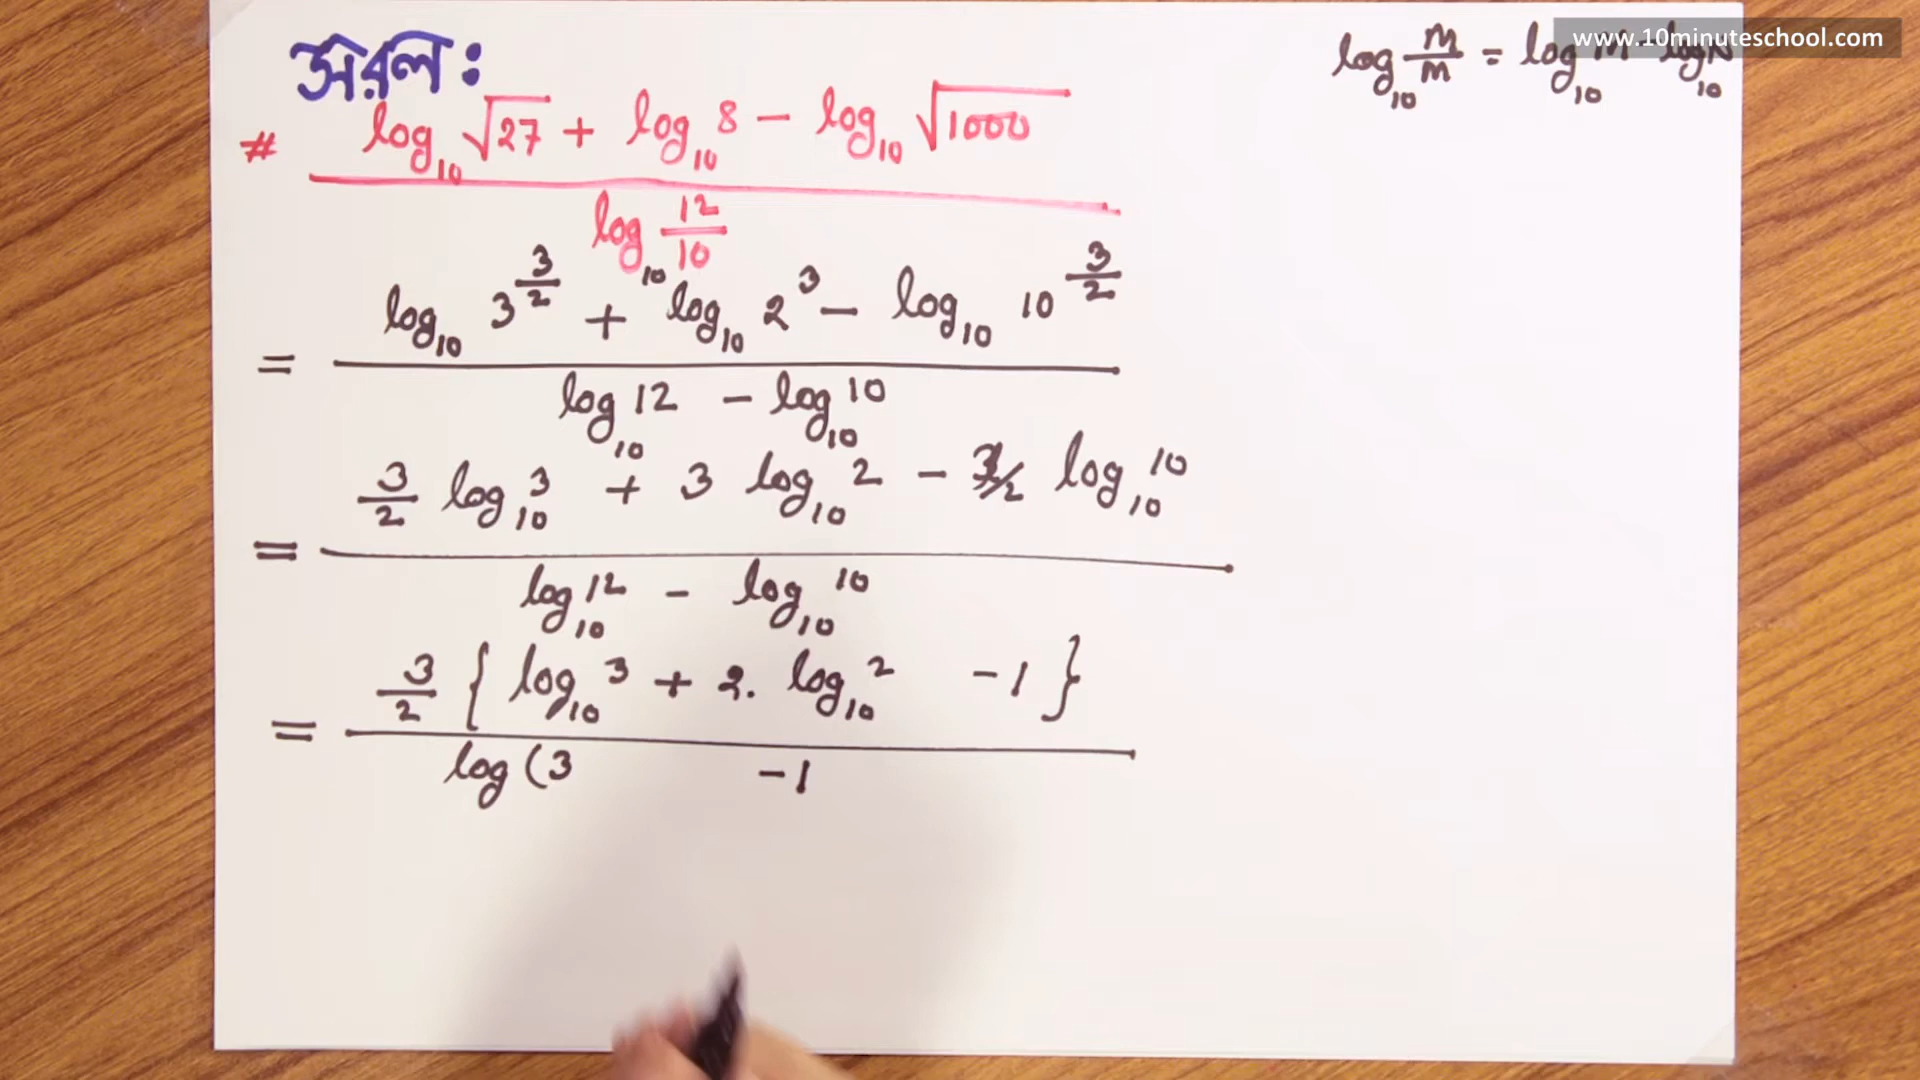 www.10minuteschool.com
সরল:
log₁₀ m/m = log₁₀ m - log₁₀ N
# (log₁₀ √27 + log₁₀ 8 - log₁₀ √1000) / (log₁₀ 12/10)
= (log₁₀ 3^(3/2) + log₁₀ 2³ - log₁₀ 10^(3/2)) / (log₁₀ 12 - log₁₀ 10)
= (3/2 log₁₀ 3 + 3 log₁₀ 2 - 3/2 log₁₀ 10) / (log₁₀ 12 - log₁₀ 10)
= (3/2 { log₁₀ 3 + 2. log₁₀ 2 - 1 }) / (log (3 - 1